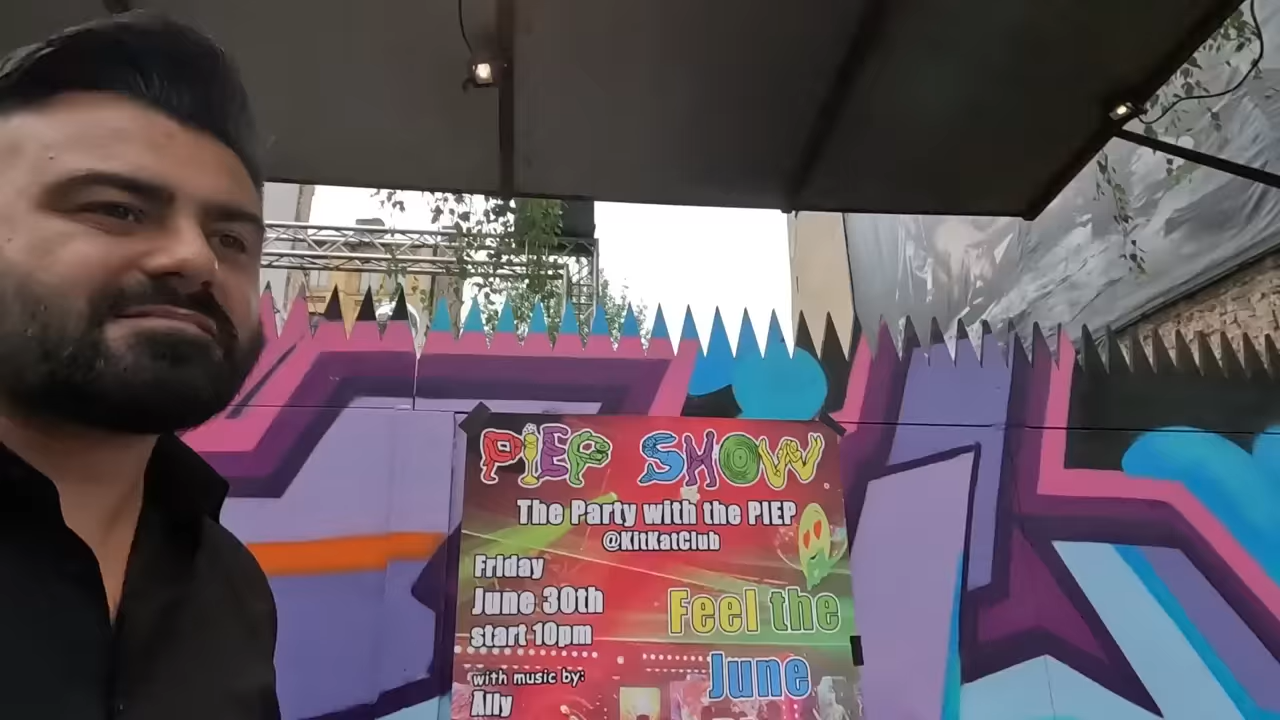 PIEP SHOW
The Party with the PIEP
@KitKatClub
Friday
June 30th
start 10pm
with music by:
Ally
Feel the
June